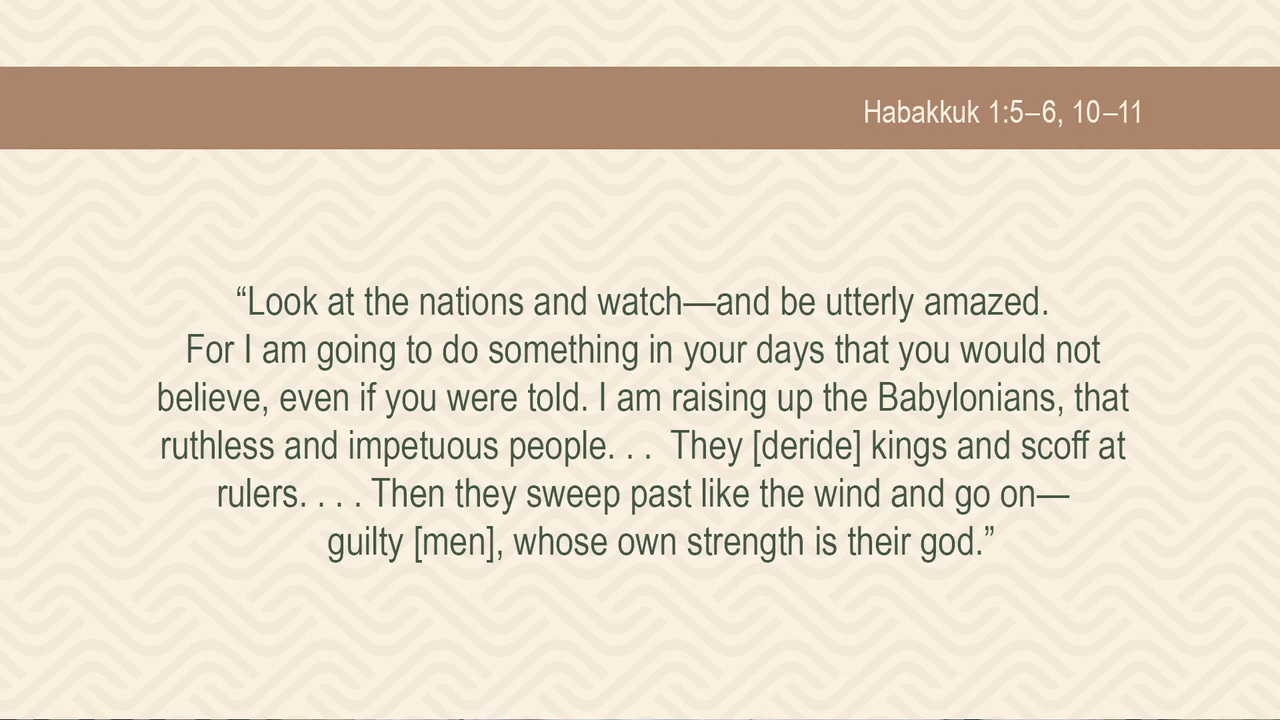 Habakkuk 1:5–6, 10–11
“Look at the nations and watch—and be utterly amazed.
For I am going to do something in your days that you would not
believe, even if you were told. I am raising up the Babylonians, that
ruthless and impetuous people. . .  They [deride] kings and scoff at
rulers. . . . Then they sweep past like the wind and go on—
guilty [men], whose own strength is their god.”